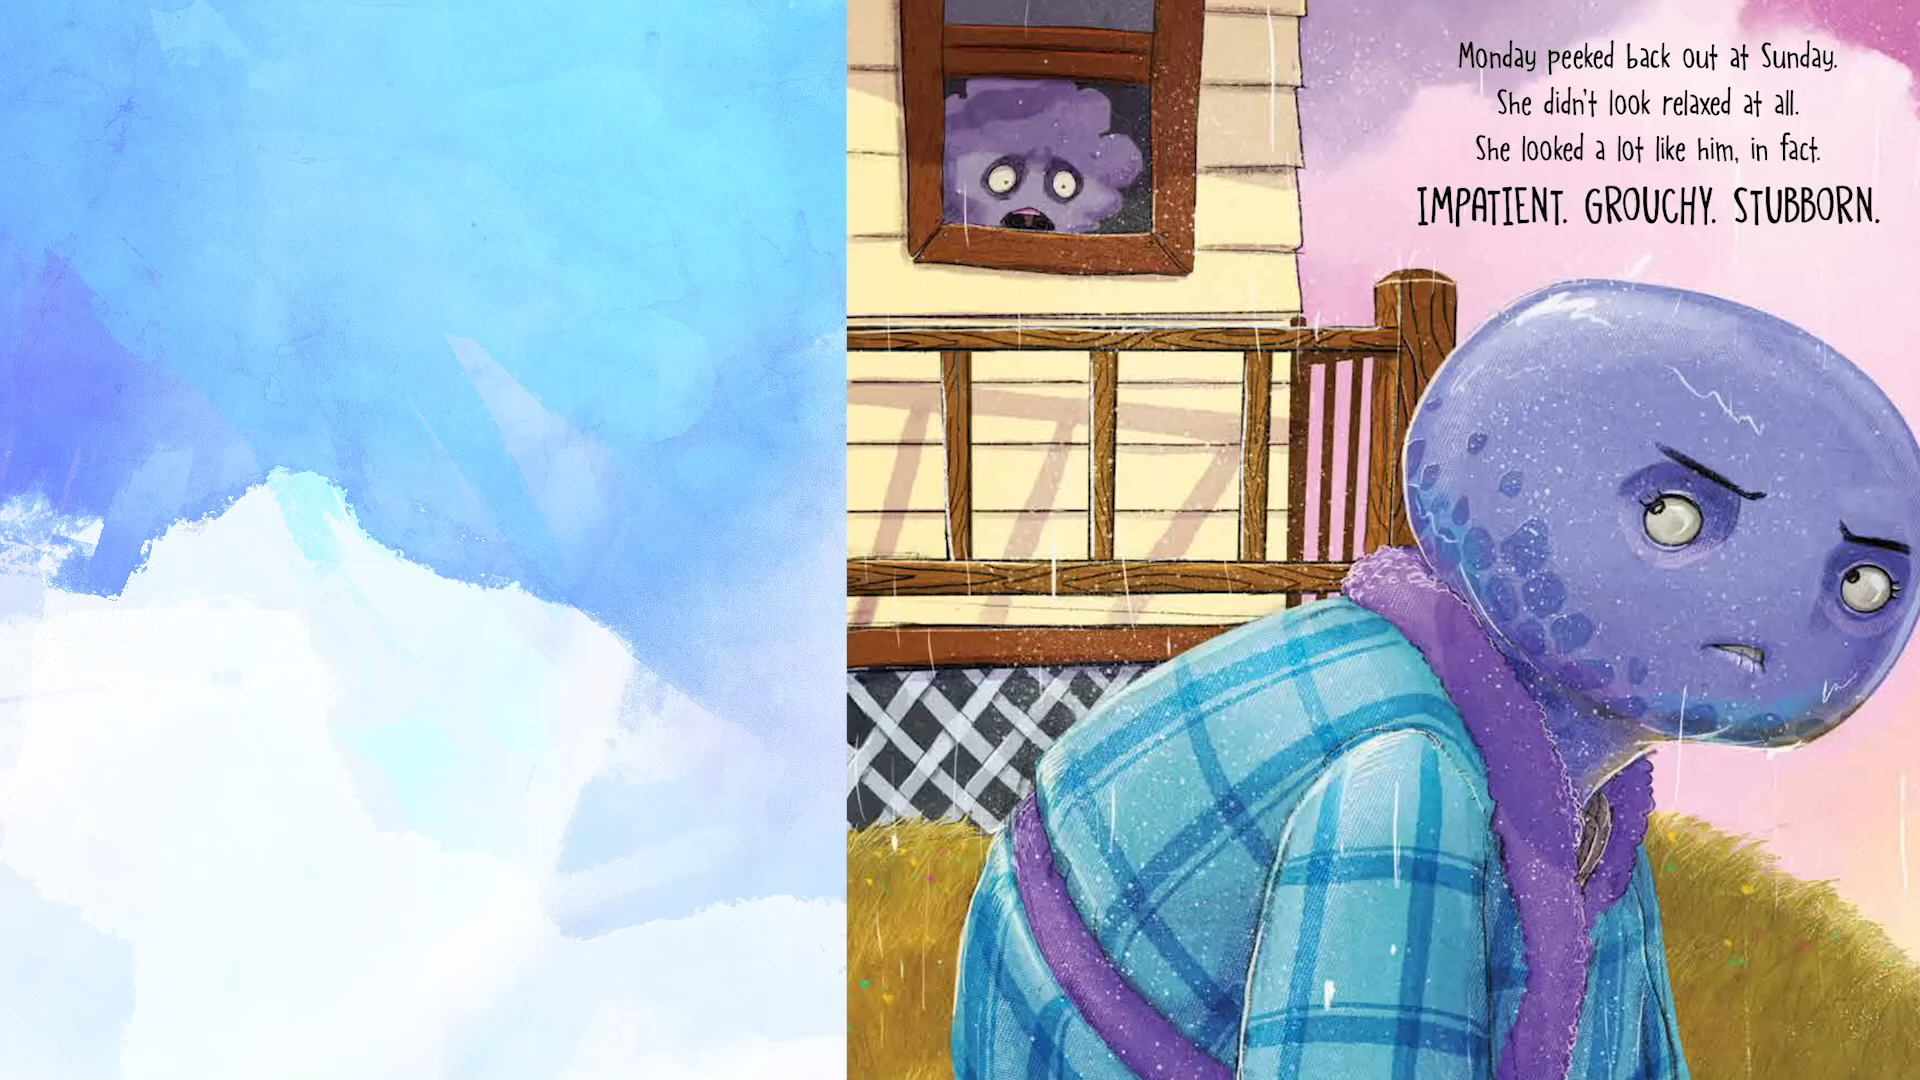 Monday peeked back out at Sunday.
She didn't look relaxed at all.
She looked a lot like him, in fact.
IMPATIENT. GROUCHY. STUBBORN.